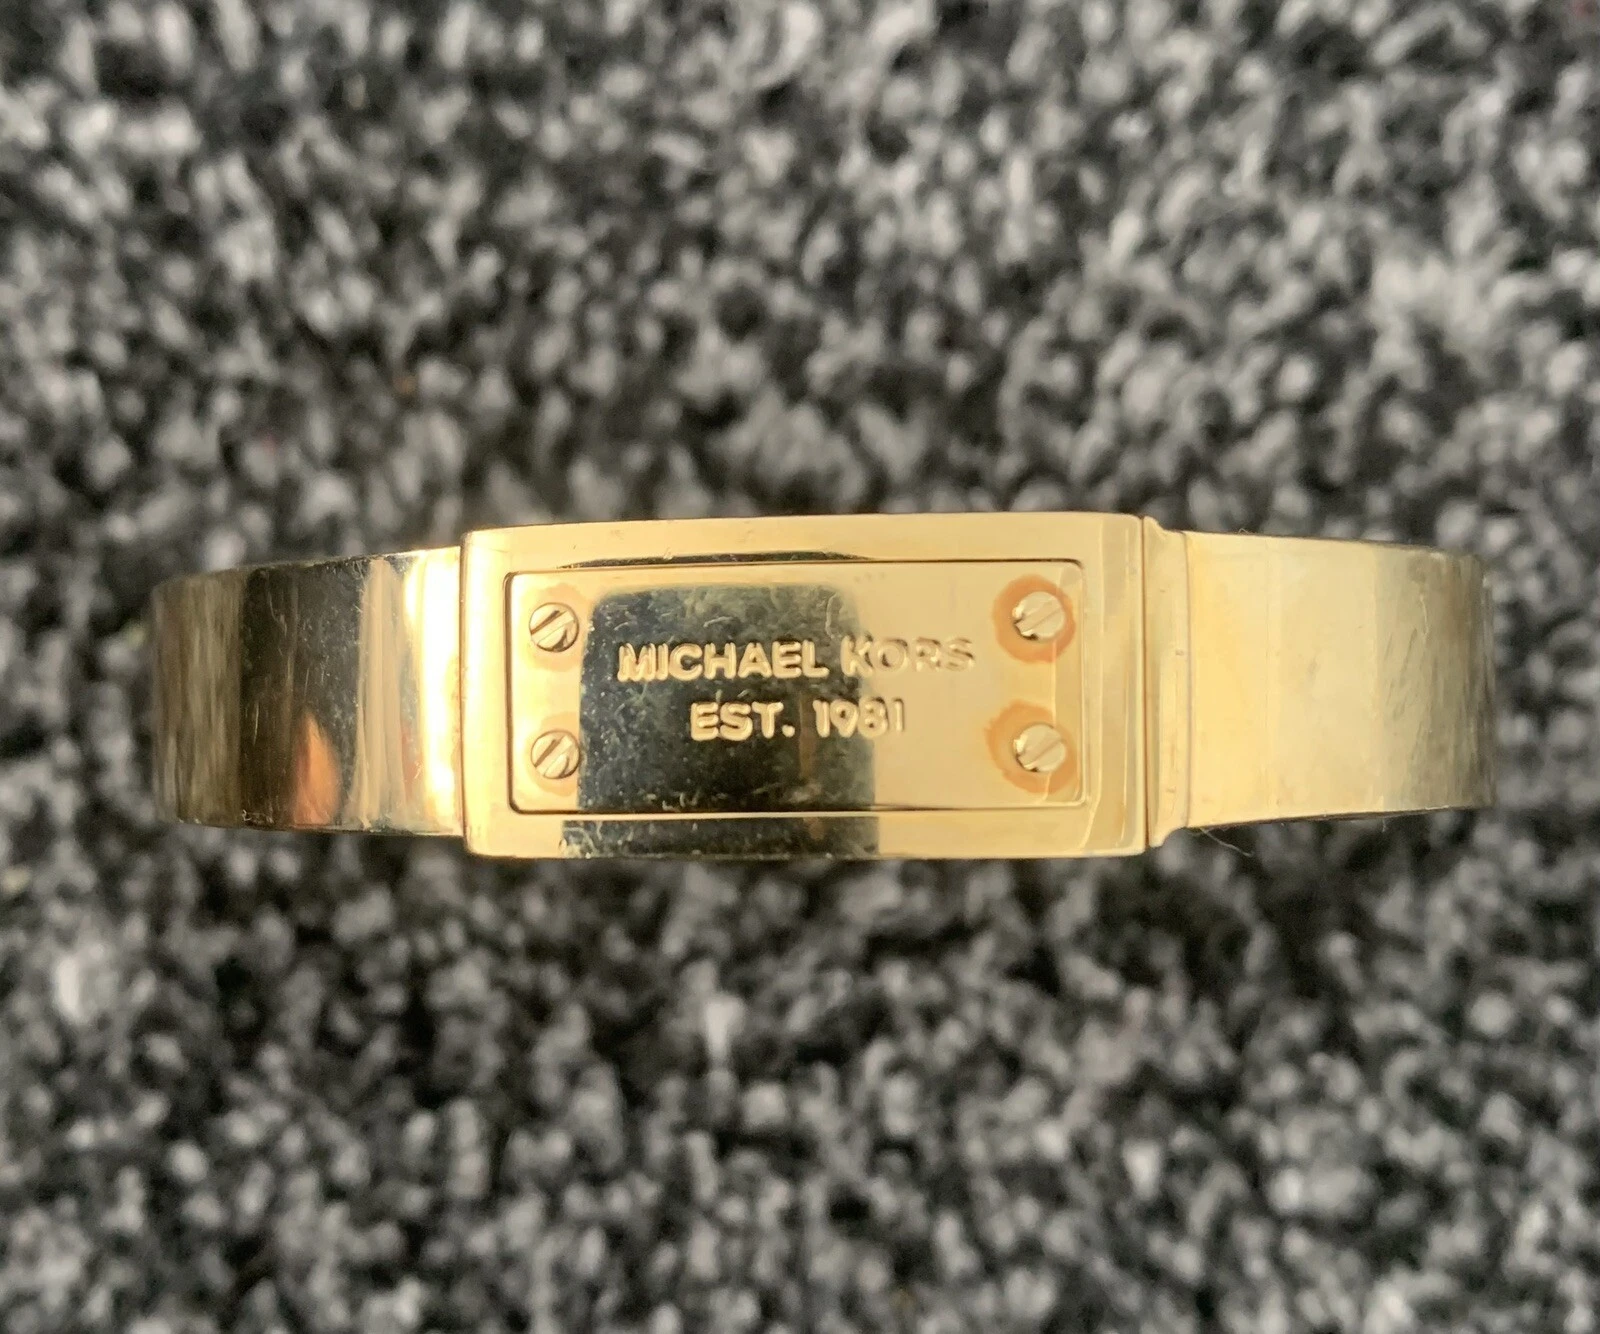 MICHAEL KORS
EST. 1981